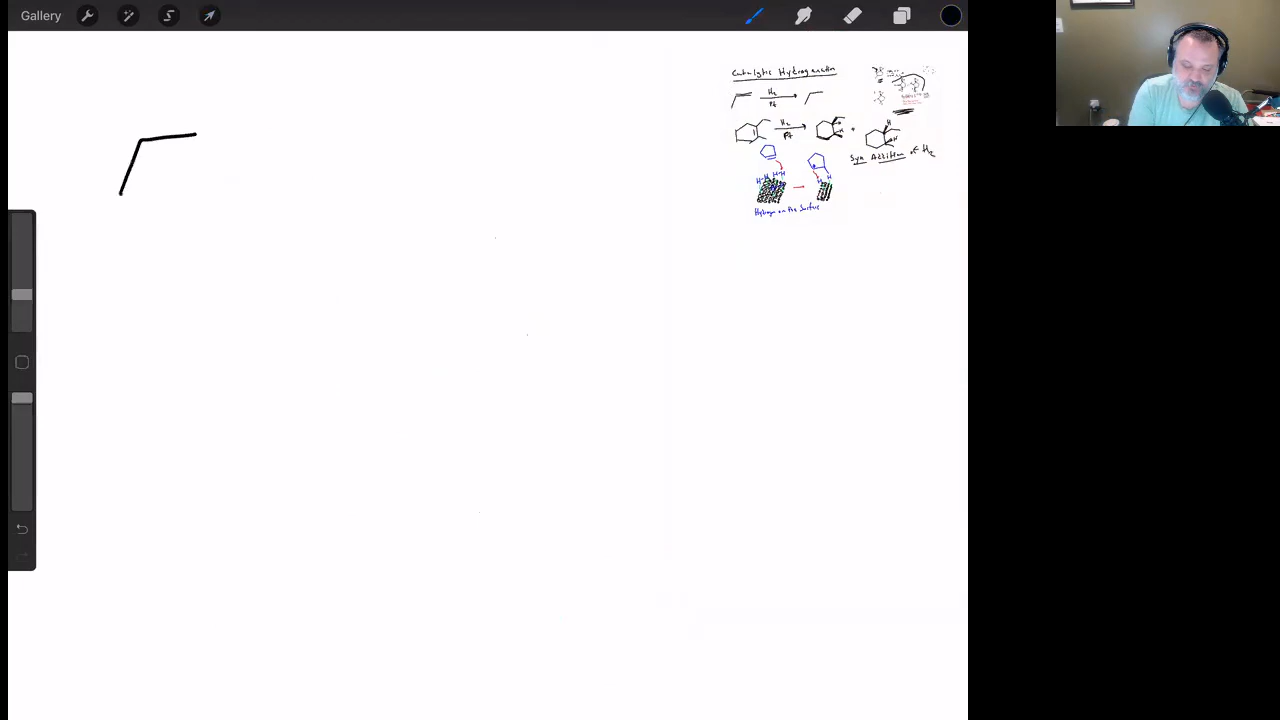 Gallery
Catalytic Hydrogenation
H₂
Pt
H₂
Pt
H
H
+
H
H
Syn Addition of H₂
H-H H-H
H H
Hydrogen on the Surface